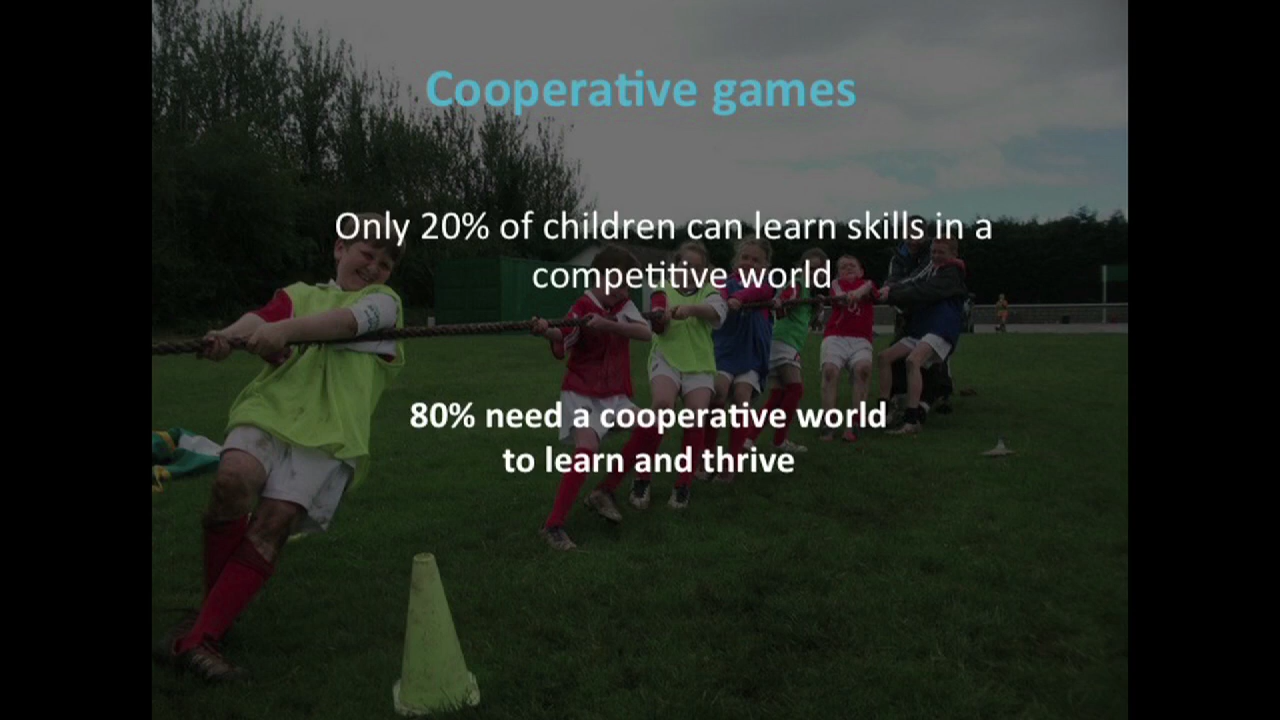 Cooperative games
Only 20% of children can learn skills in a
competitive world
80% need a cooperative world
to learn and thrive